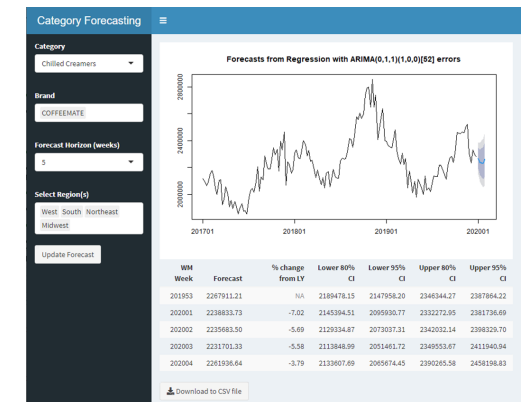 Category Forecasting
Category
Chilled Creamers
Brand
COFFEEMATE
Forecast Horizon (weeks)
5
Select Region(s)
West South Northeast
Midwest
Update Forecast
Forecasts from Regression with ARIMA(0,1,1)(1,0,0)[52] errors
2800000
2400000
2000000
201701 201801 201901 202001
WM Week Forecast % change from LY Lower 80% CI Lower 95% CI Upper 80% CI Upper 95% CI
201953 2267911.21 NA 2189478.15 2147958.20 2346344.27 2387864.22
202001 2238833.73 -7.02 2145394.51 2095930.77 2332272.95 2381736.69
202002 2235683.50 -5.69 2129334.87 2073037.31 2342032.14 2398329.70
202003 2231701.33 -5.58 2113848.99 2051461.72 2349553.67 2411940.94
202004 2261936.64 -3.79 2133607.69 2065674.45 2390265.58 2458198.83
Download to CSV file